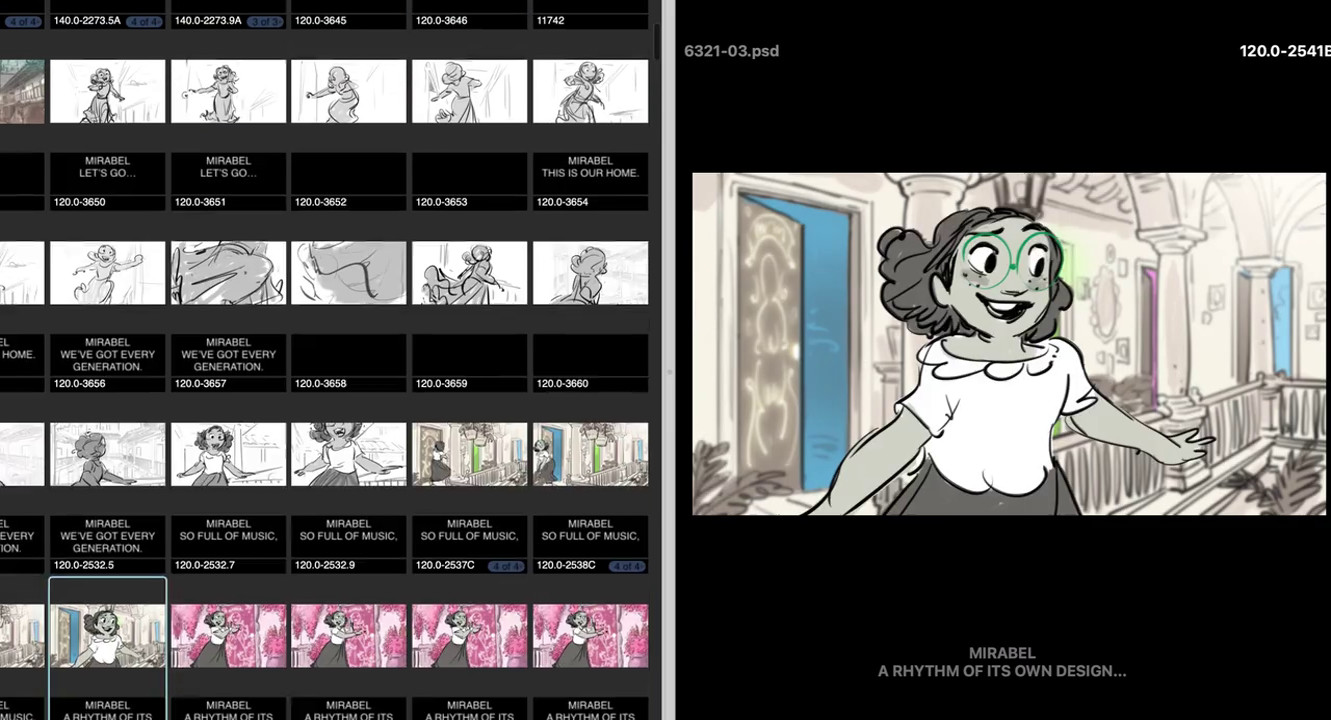 4 of 4
140.0-2273.5A
4 of 4
140.0-2273.9A
3 of 3
120.0-3645
120.0-3646
11742
MIRABEL
LET'S GO...
MIRABEL
LET'S GO...
MIRABEL
THIS IS OUR HOME.
120.0-3650
120.0-3651
120.0-3652
120.0-3653
120.0-3654
EL
HOME.
MIRABEL
WE'VE GOT EVERY
GENERATION.
MIRABEL
WE'VE GOT EVERY
GENERATION.
120.0-3656
120.0-3657
120.0-3658
120.0-3659
120.0-3660
EL
EVERY
ION.
MIRABEL
WE'VE GOT EVERY
GENERATION.
MIRABEL
SO FULL OF MUSIC,
MIRABEL
SO FULL OF MUSIC,
MIRABEL
SO FULL OF MUSIC,
MIRABEL
SO FULL OF MUSIC,
120.0-2532.5
120.0-2532.7
120.0-2532.9
120.0-2537C
4 of 4
120.0-2538C
4 of 4
EL
MUSIC,
MIRABEL
A RHYTHM OF ITS
MIRABEL
A RHYTHM OF ITS
MIRABEL
A RHYTHM OF ITS
MIRABEL
A RHYTHM OF ITS
MIRABEL
A RHYTHM OF ITS
6321-03.psd
120.0-2541B
MIRABEL
A RHYTHM OF ITS OWN DESIGN...